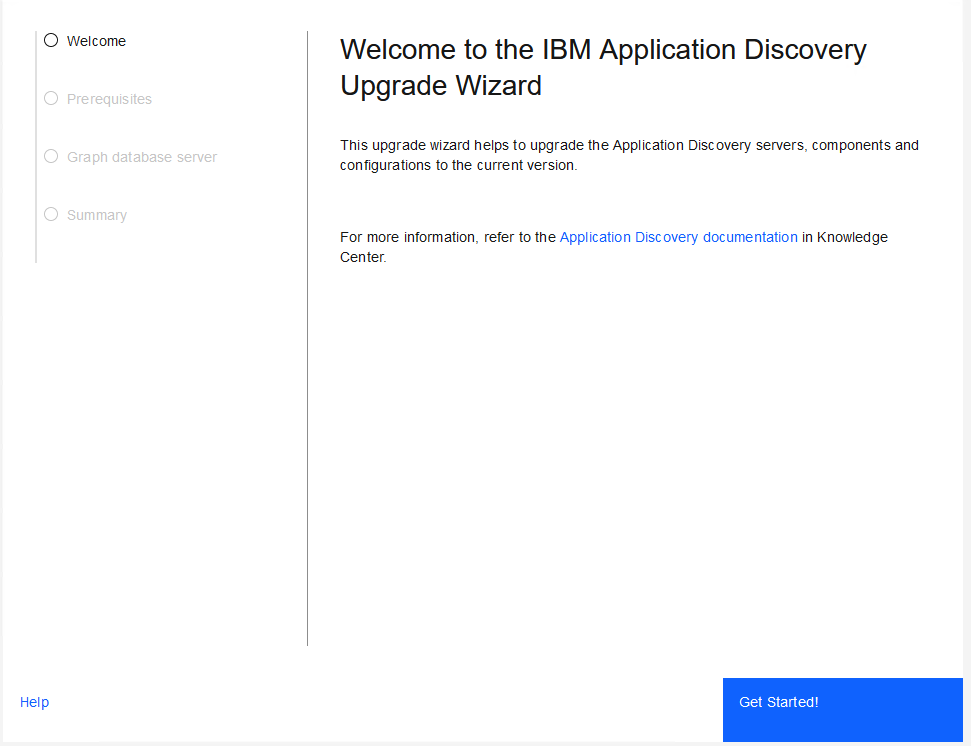 Welcome
Prerequisites
Graph database server
Summary
Welcome to the IBM Application Discovery
Upgrade Wizard
This upgrade wizard helps to upgrade the Application Discovery servers, components and
configurations to the current version.
For more information, refer to the Application Discovery documentation in Knowledge
Center.
Help
Get Started!